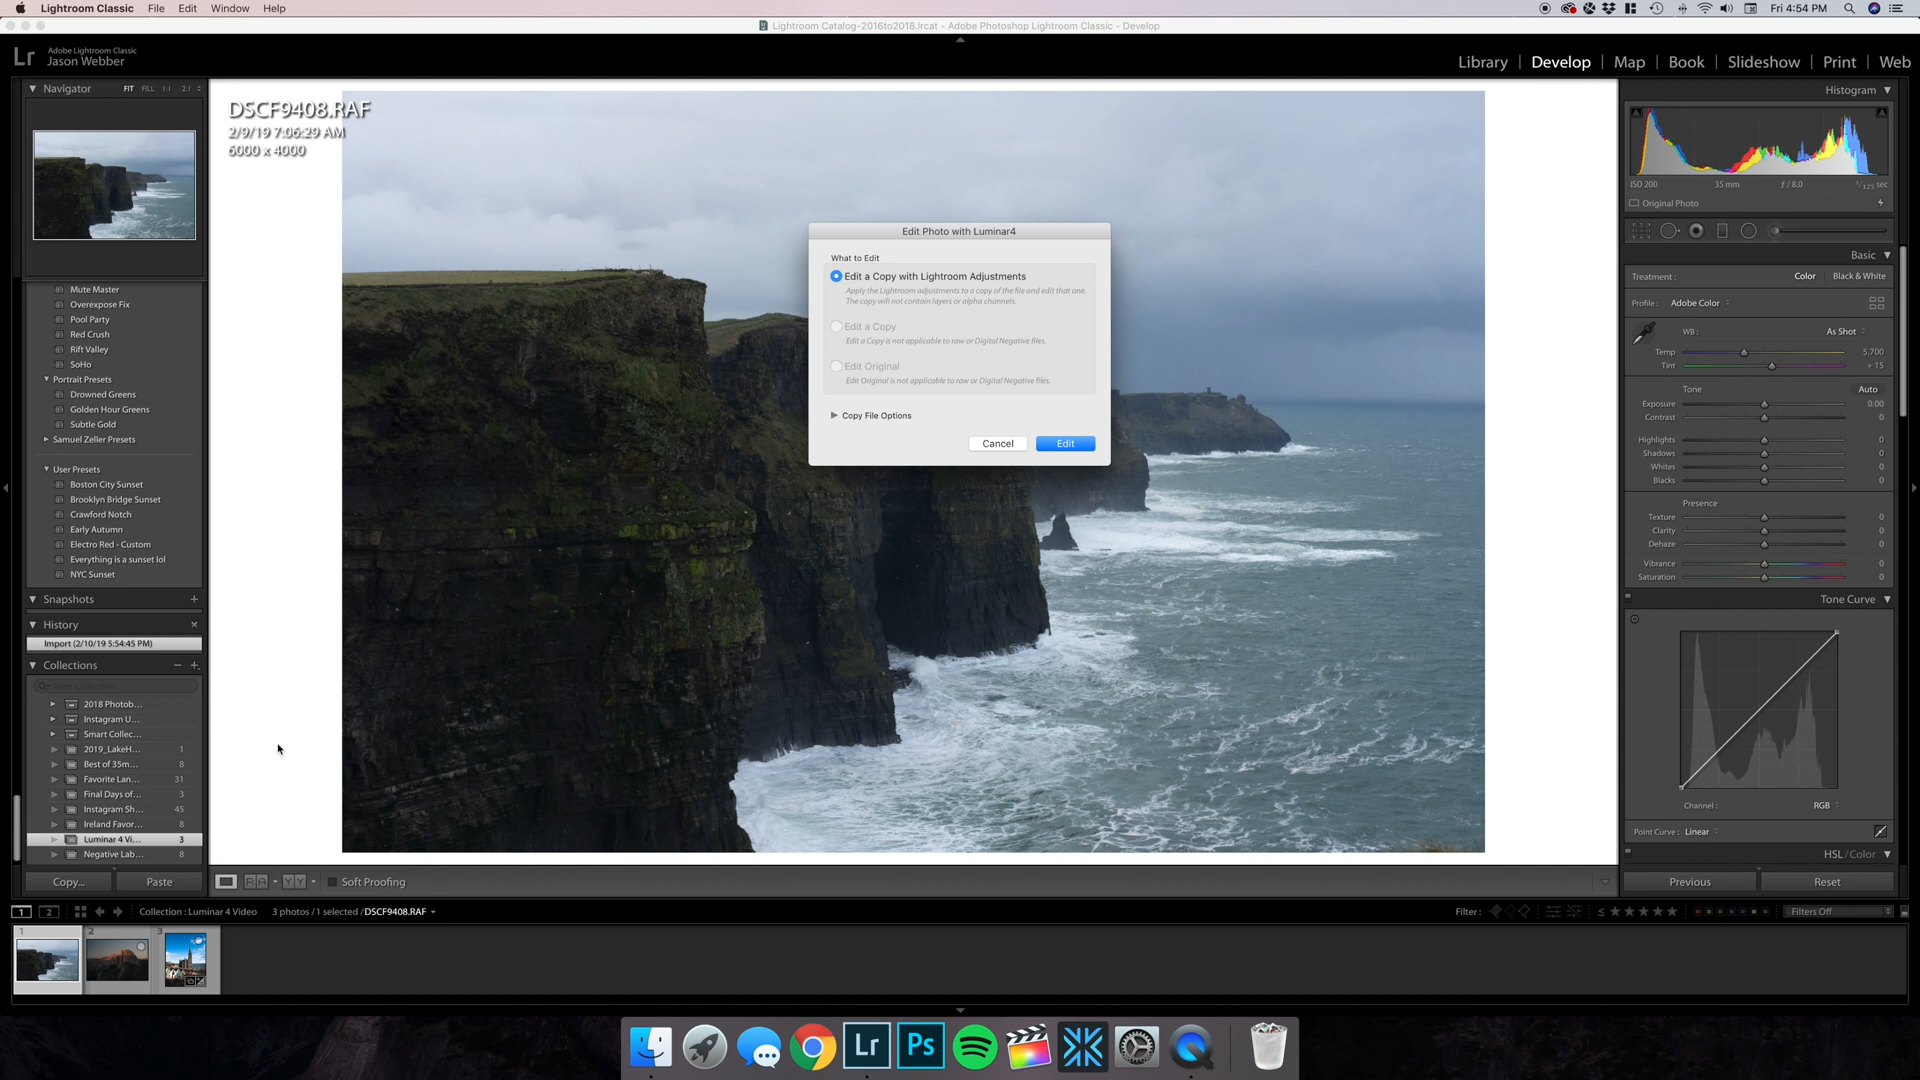 Lightroom Classic File Edit Window Help Fri 4:54 PM
Lightroom Catalog-2016to2018.lrcat - Adobe Photoshop Lightroom Classic - Develop
Lr Adobe Lightroom Classic
Jason Webber
Library | Develop | Map | Book | Slideshow | Print | Web
Navigator FIT FILL 1:1 2:1
Mute Master
Overexpose Fix
Pool Party
Red Crush
Rift Valley
SoHo
Portrait Presets
Drowned Greens
Golden Hour Greens
Subtle Gold
Samuel Zeller Presets
User Presets
Boston City Sunset
Brooklyn Bridge Sunset
Crawford Notch
Early Autumn
Electro Red - Custom
Everything is a sunset lol
NYC Sunset
Snapshots +
History ×
Import (2/10/19 5:54:45 PM)
Collections − +
Filter Collections
2018 Photob...
Instagram U...
Smart Collec...
2019_LakeH... 1
Best of 35m... 8
Favorite Lan... 31
Final Days of... 3
Instagram Sh... 45
Ireland Favor... 8
Luminar 4 Vi... 3
Negative Lab... 8
Copy... Paste
DSCF9408.RAF
2/9/19 7:06:29 AM
6000 x 4000
Edit Photo with Luminar4
What to Edit
Edit a Copy with Lightroom Adjustments
Apply the Lightroom adjustments to a copy of the file and edit that one.
The copy will not contain layers or alpha channels.
Edit a Copy
Edit a Copy is not applicable to raw or Digital Negative files.
Edit Original
Edit Original is not applicable to raw or Digital Negative files.
Copy File Options
Cancel Edit
Soft Proofing
Histogram
ISO 200 35 mm ƒ / 8.0 1/125 sec
Original Photo
Basic
Treatment : Color Black & White
Profile : Adobe Color
WB : As Shot
Temp 5,700
Tint + 15
Tone Auto
Exposure 0.00
Contrast 0
Highlights 0
Shadows 0
Whites 0
Blacks 0
Presence
Texture 0
Clarity 0
Dehaze 0
Vibrance 0
Saturation 0
Tone Curve
Channel : RGB
Point Curve : Linear
HSL / Color
Previous Reset
1 2 Collection : Luminar 4 Video 3 photos / 1 selected / DSCF9408.RAF Filter : ≤ ★★★★★ Filters Off
1 2 3
Lr Ps